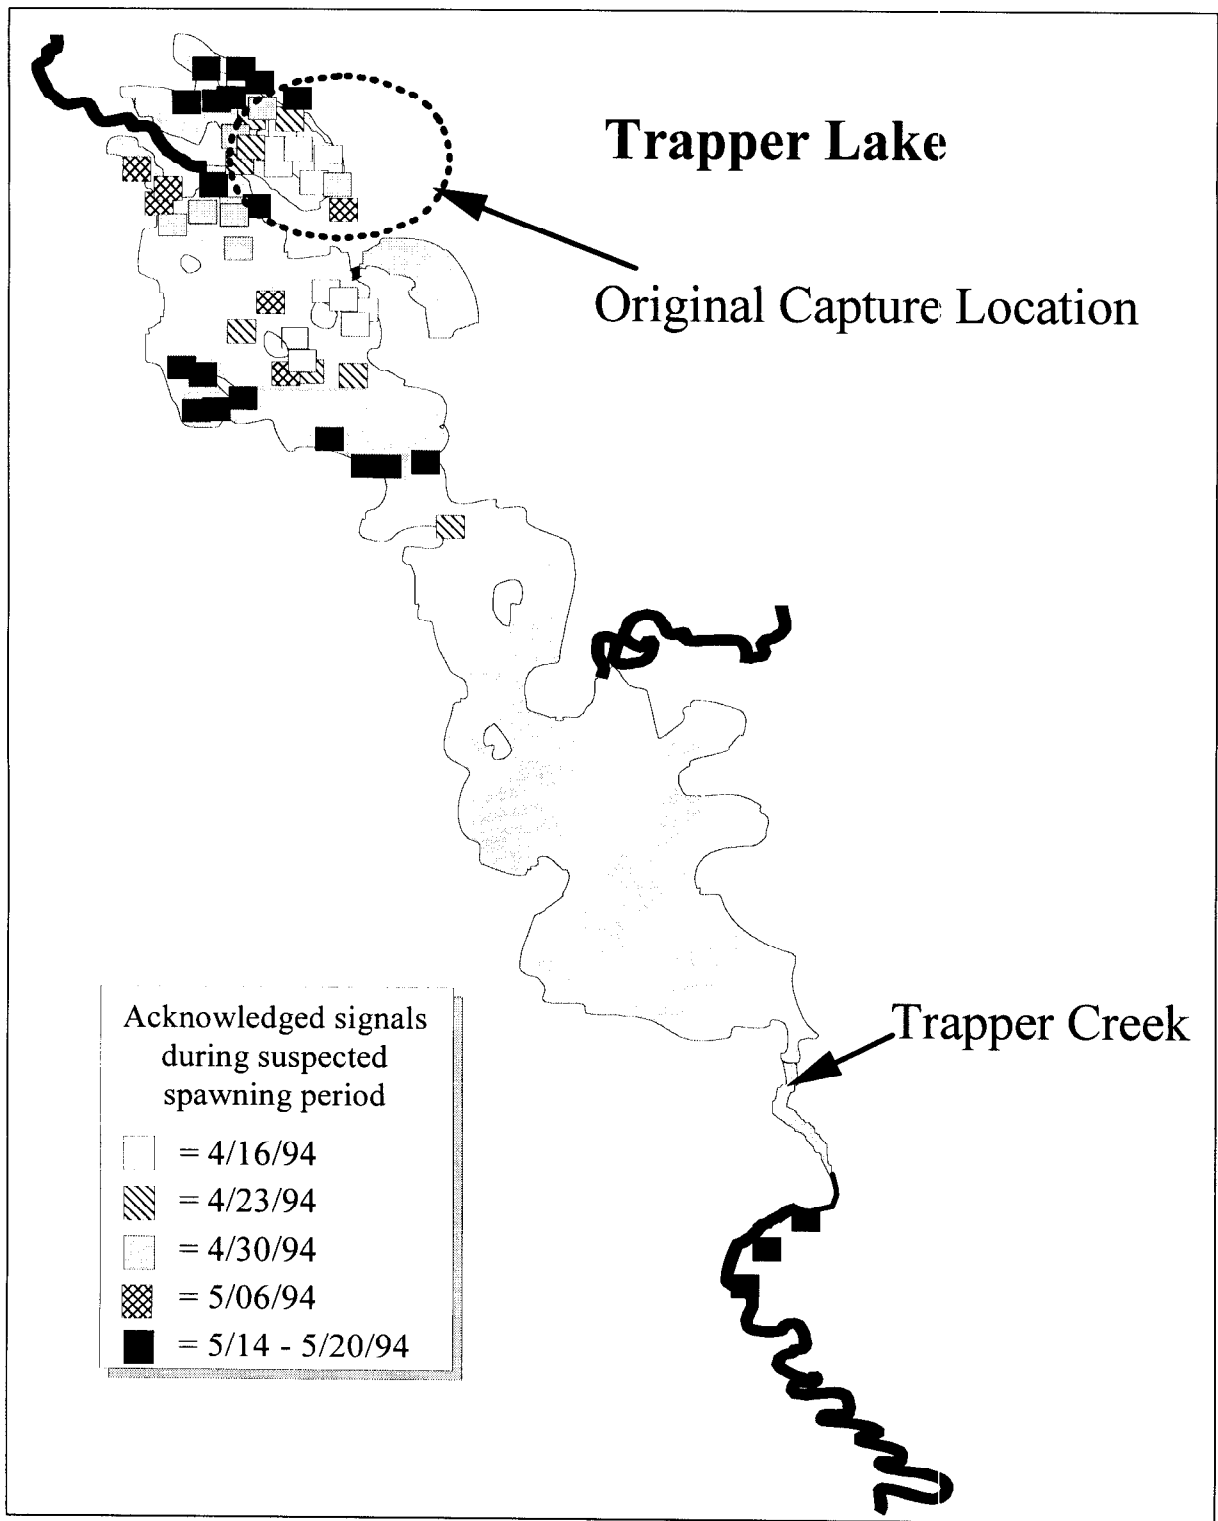 Trapper Lake
Original Capture Location
Trapper Creek
Acknowledged signals
during suspected
spawning period
= 4/16/94
= 4/23/94
= 4/30/94
= 5/06/94
= 5/14 - 5/20/94